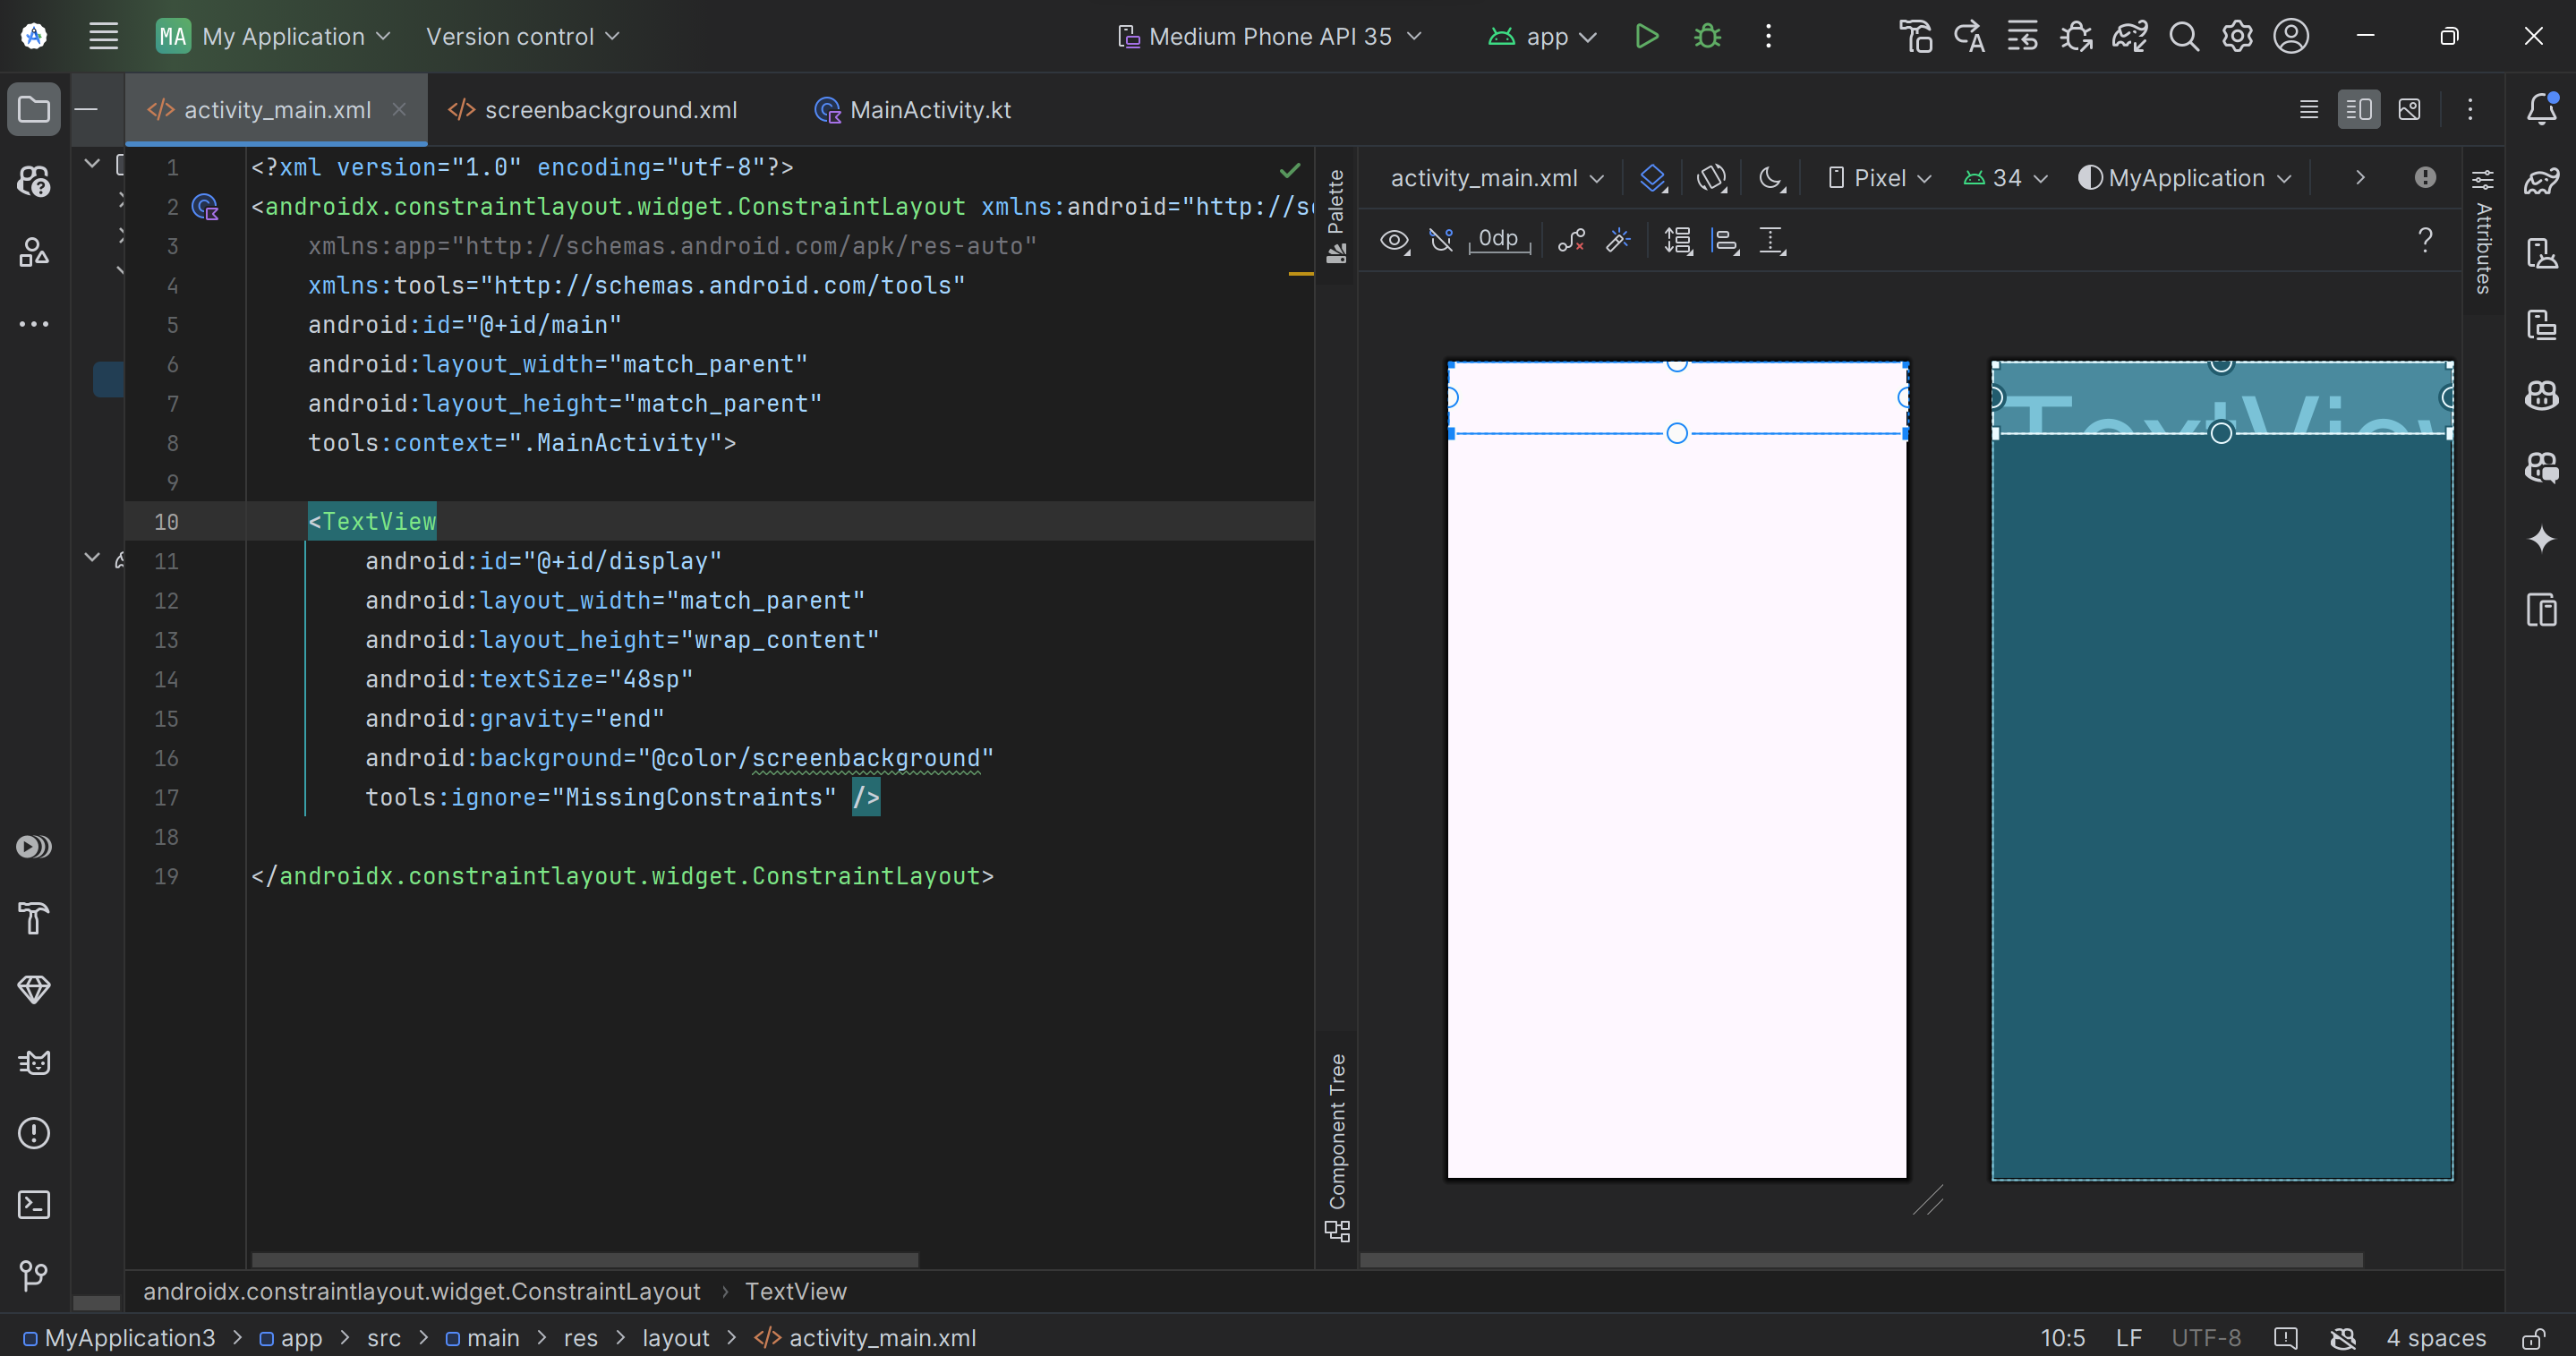 MA My Application Version control Medium Phone API 35 app
activity_main.xml screenbackground.xml MainActivity.kt
1 <?xml version="1.0" encoding="utf-8"?>
2 <androidx.constraintlayout.widget.ConstraintLayout xmlns:android="http://s
3 xmlns:app="http://schemas.android.com/apk/res-auto"
4 xmlns:tools="http://schemas.android.com/tools"
5 android:id="@+id/main"
6 android:layout_width="match_parent"
7 android:layout_height="match_parent"
8 tools:context=".MainActivity">
9
10 <TextView
11 android:id="@+id/display"
12 android:layout_width="match_parent"
13 android:layout_height="wrap_content"
14 android:textSize="48sp"
15 android:gravity="end"
16 android:background="@color/screenbackground"
17 tools:ignore="MissingConstraints" />
18
19 </androidx.constraintlayout.widget.ConstraintLayout>
Palette
Component Tree
activity_main.xml Pixel 34 MyApplication
0dp ?
Attributes
TextView
androidx.constraintlayout.widget.ConstraintLayout › TextView
MyApplication3 > app > src > main > res > layout > activity_main.xml 10:5 LF UTF-8 4 spaces